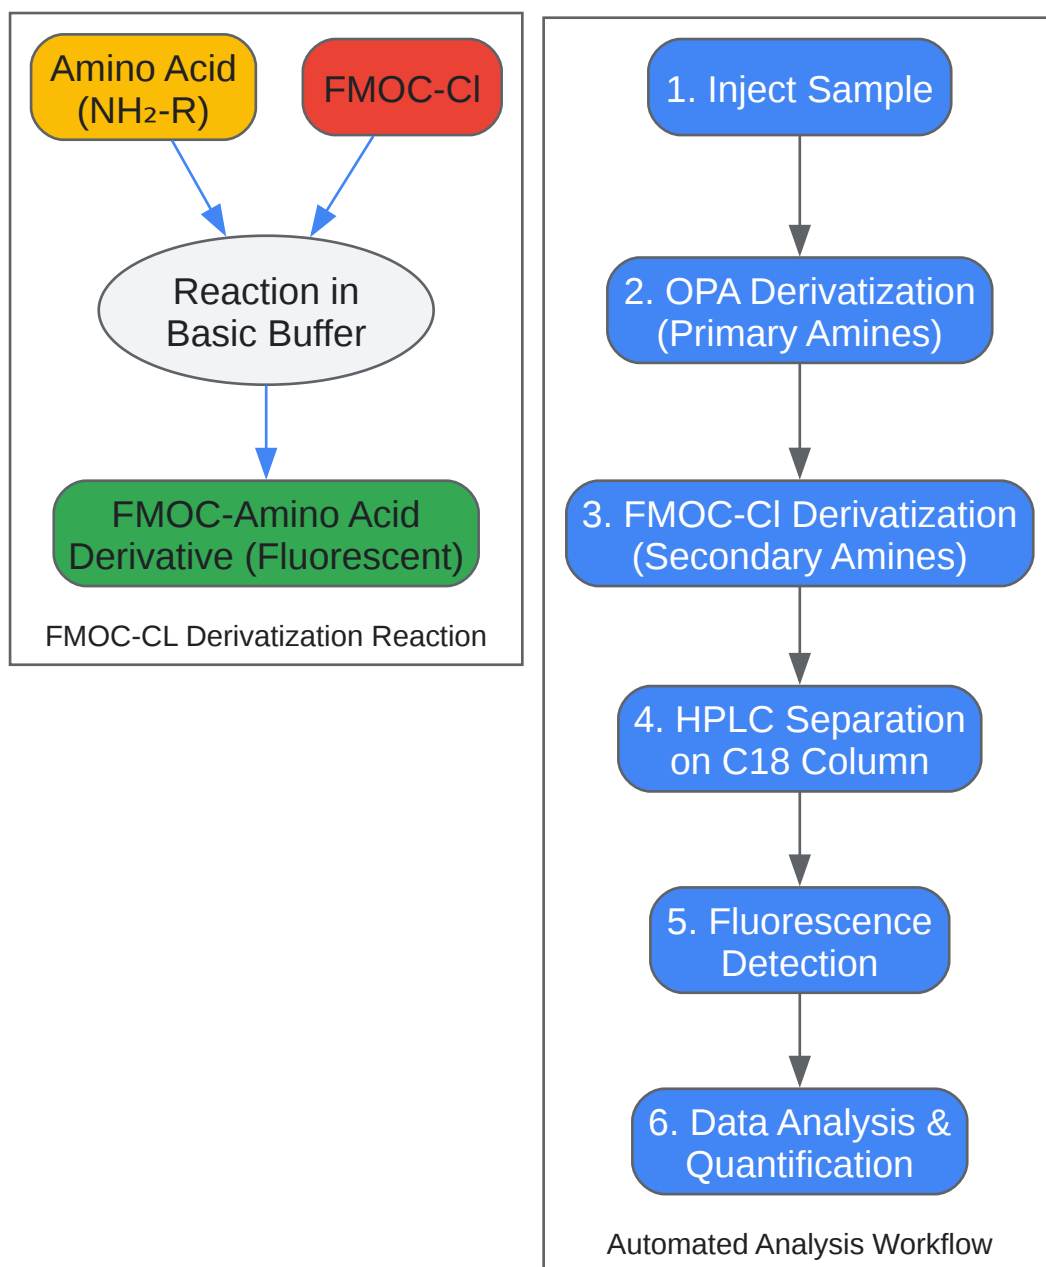 Amino Acid
(NH₂-R)
FMOC-Cl
Reaction in
Basic Buffer
FMOC-Amino Acid
Derivative (Fluorescent)
FMOC-CL Derivatization Reaction
1. Inject Sample
2. OPA Derivatization
(Primary Amines)
3. FMOC-Cl Derivatization
(Secondary Amines)
4. HPLC Separation
on C18 Column
5. Fluorescence
Detection
6. Data Analysis &
Quantification
Automated Analysis Workflow